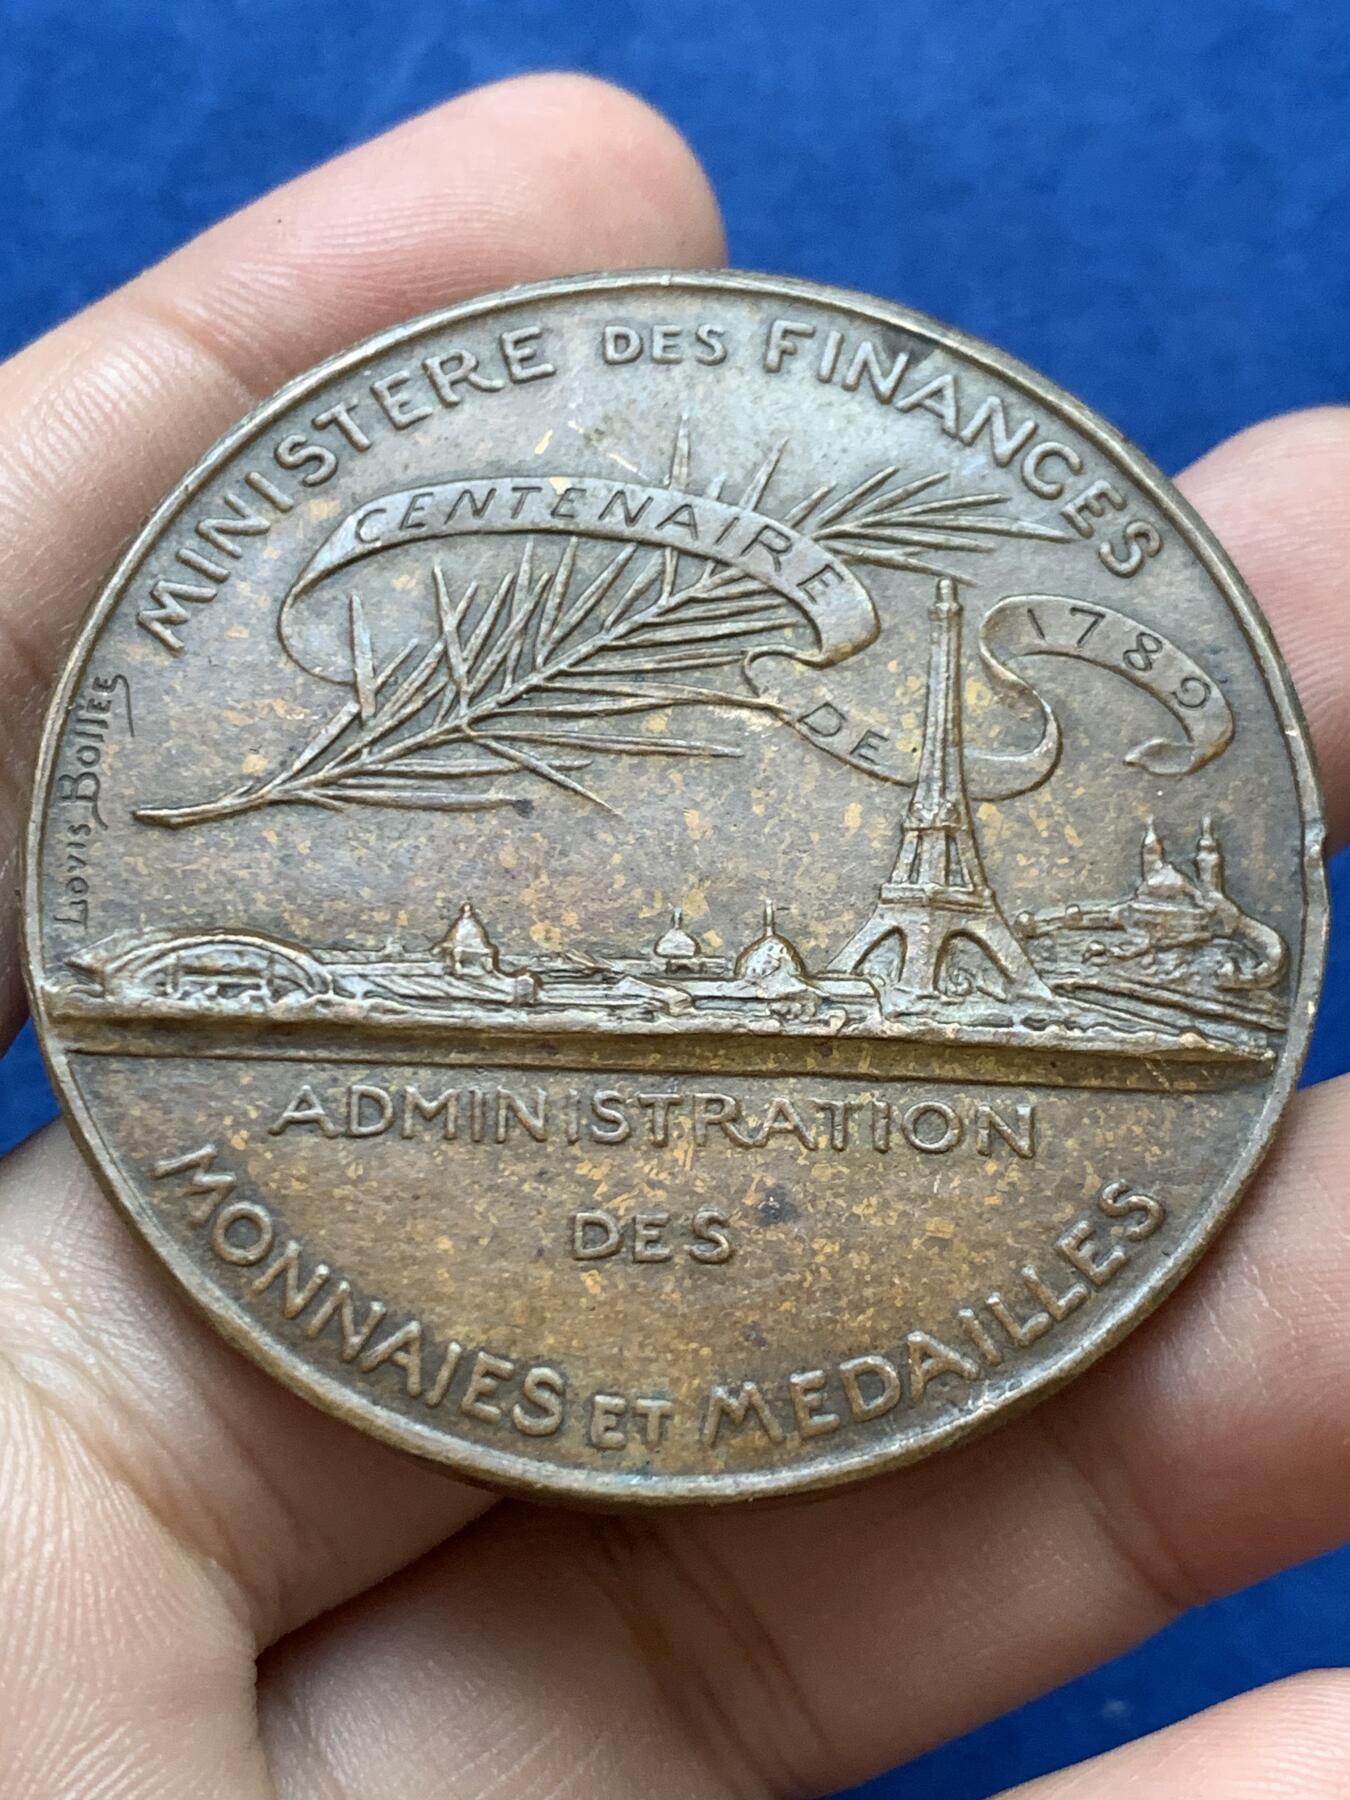 MINISTERE DES FINANCES
CENTENAIRE
DE
1789
LOUIS BOTTÉE
ADMINISTRATION
DES
MONNAIES ET MEDAILLES